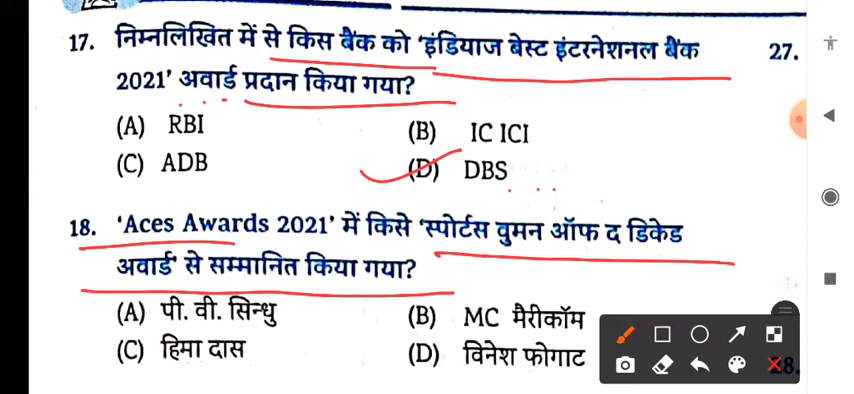 17. निम्नलिखित में से किस बैंक को 'इंडियाज बेस्ट इंटरनेशनल बैंक
2021' अवार्ड प्रदान किया गया?
(A) RBI
(B) IC ICI
(C) ADB
(D) DBS
18. 'Aces Awards 2021' में किसे 'स्पोर्टस वुमन ऑफ द डिकेड
अवार्ड' से सम्मानित किया गया?
(A) पी. वी. सिन्धु
(B) MC मैरीकॉम
(C) हिमा दास
(D) विनेश फोगाट
27.